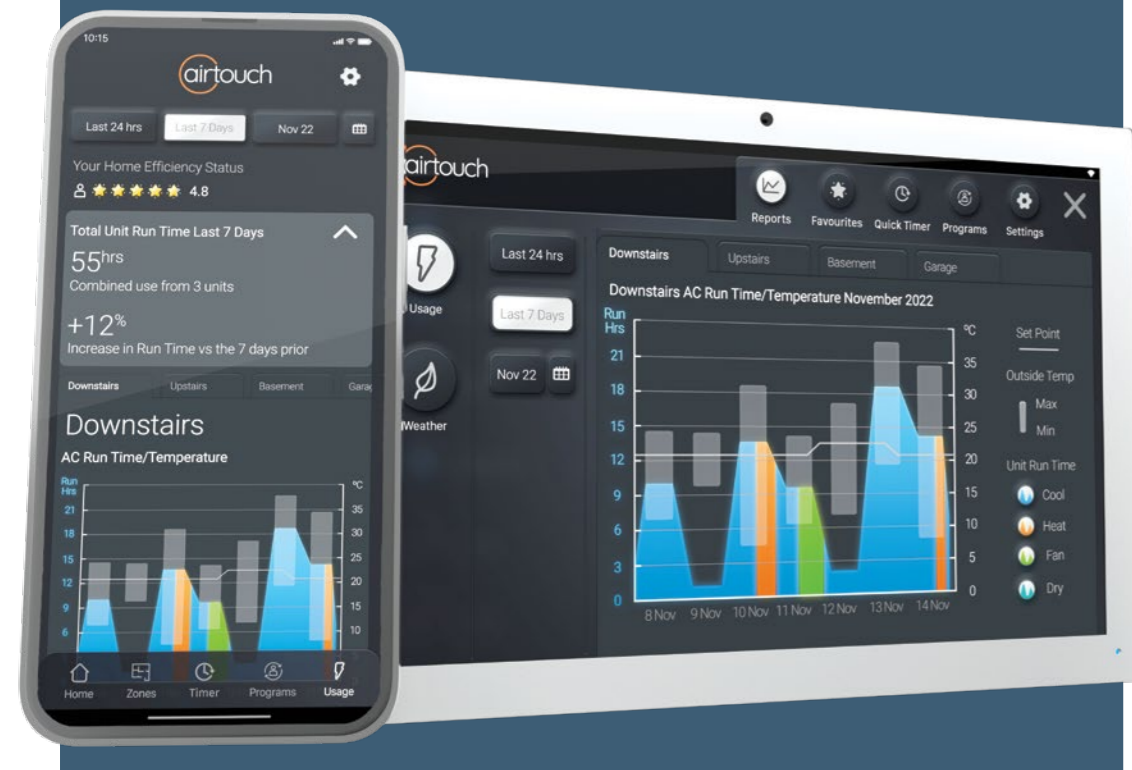 10:15
airtouch
Last 24 hrs
Last 7 Days
Nov 22
Your Home Efficiency Status
4.8
Total Unit Run Time Last 7 Days
55hrs
Combined use from 3 units
+12%
Increase in Run Time vs the 7 days prior
Downstairs Upstairs Basement Garag
Downstairs
AC Run Time/Temperature
Run
Hrs
°C
21
18
15
12
9
6
35
30
25
20
15
10
Home Zones Timer Programs Usage
airtouch
Reports Favourites Quick Timer Programs Settings
Usage
Weather
Last 24 hrs
Last 7 Days
Nov 22
Downstairs Upstairs Basement Garage
Downstairs AC Run Time/Temperature November 2022
Run
Hrs
°C
21
18
15
12
9
6
3
0
35
30
25
20
15
10
5
0
8 Nov 9 Nov 10 Nov 11 Nov 12 Nov 13 Nov 14 Nov
Set Point
Outside Temp
Max
Min
Unit Run Time
Cool
Heat
Fan
Dry